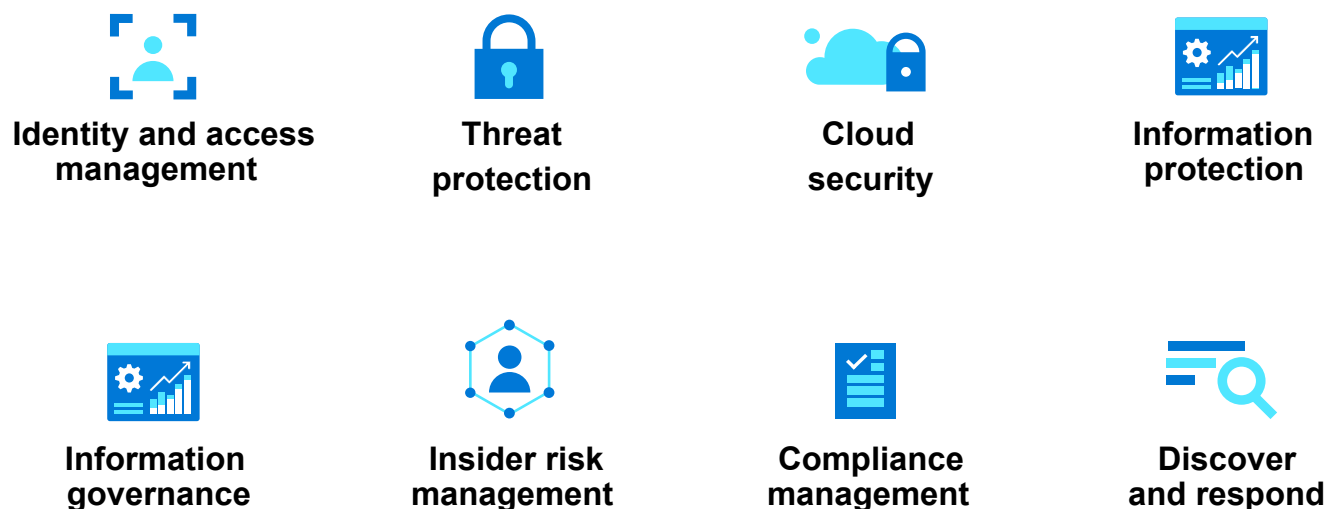 Identity and access
management
Threat
protection
Cloud
security
Information
protection
Information
governance
Insider risk
management
Compliance
management
Discover
and respond